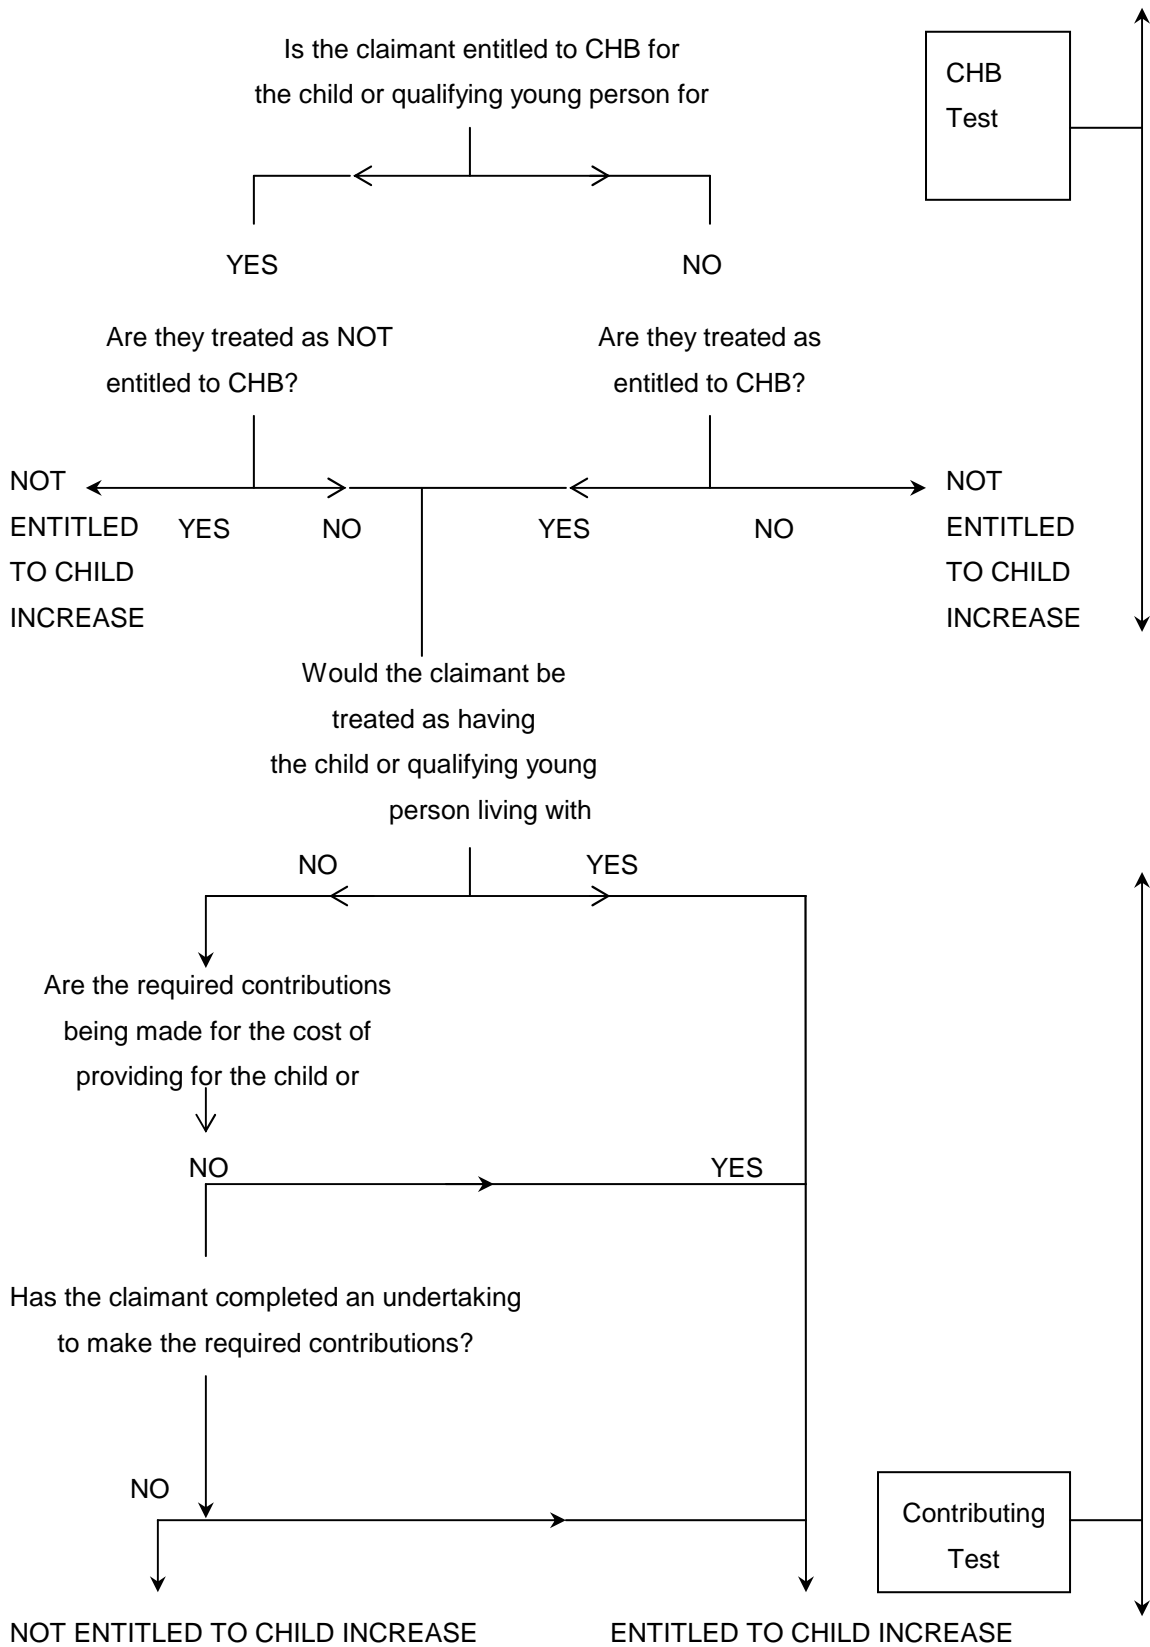 Is the claimant entitled to CHB for
the child or qualifying young person for
CHB
Test
YES
NO
Are they treated as NOT
entitled to CHB?
Are they treated as
entitled to CHB?
NOT
ENTITLED
TO CHILD
INCREASE
YES
NO
YES
NO
NOT
ENTITLED
TO CHILD
INCREASE
Would the claimant be
treated as having
the child or qualifying young
person living with
NO
YES
Are the required contributions
being made for the cost of
providing for the child or
NO
YES
Has the claimant completed an undertaking
to make the required contributions?
NO
Contributing
Test
NOT ENTITLED TO CHILD INCREASE
ENTITLED TO CHILD INCREASE